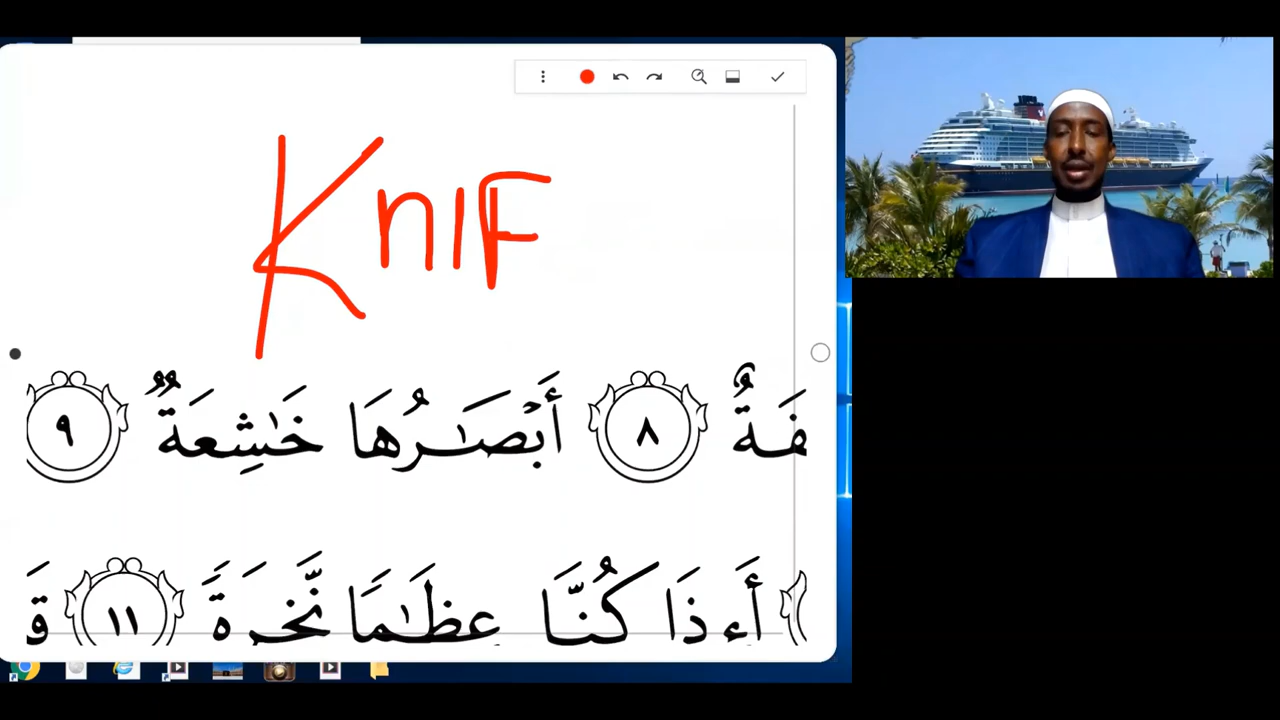 KnIF
فَةٌ ٨ أَبْصَـٰرُهَا خَـٰشِعَةٌ ٩
أَءِذَا كُنَّا عِظَـٰمًا نَّخِرَةً ١١ قَ